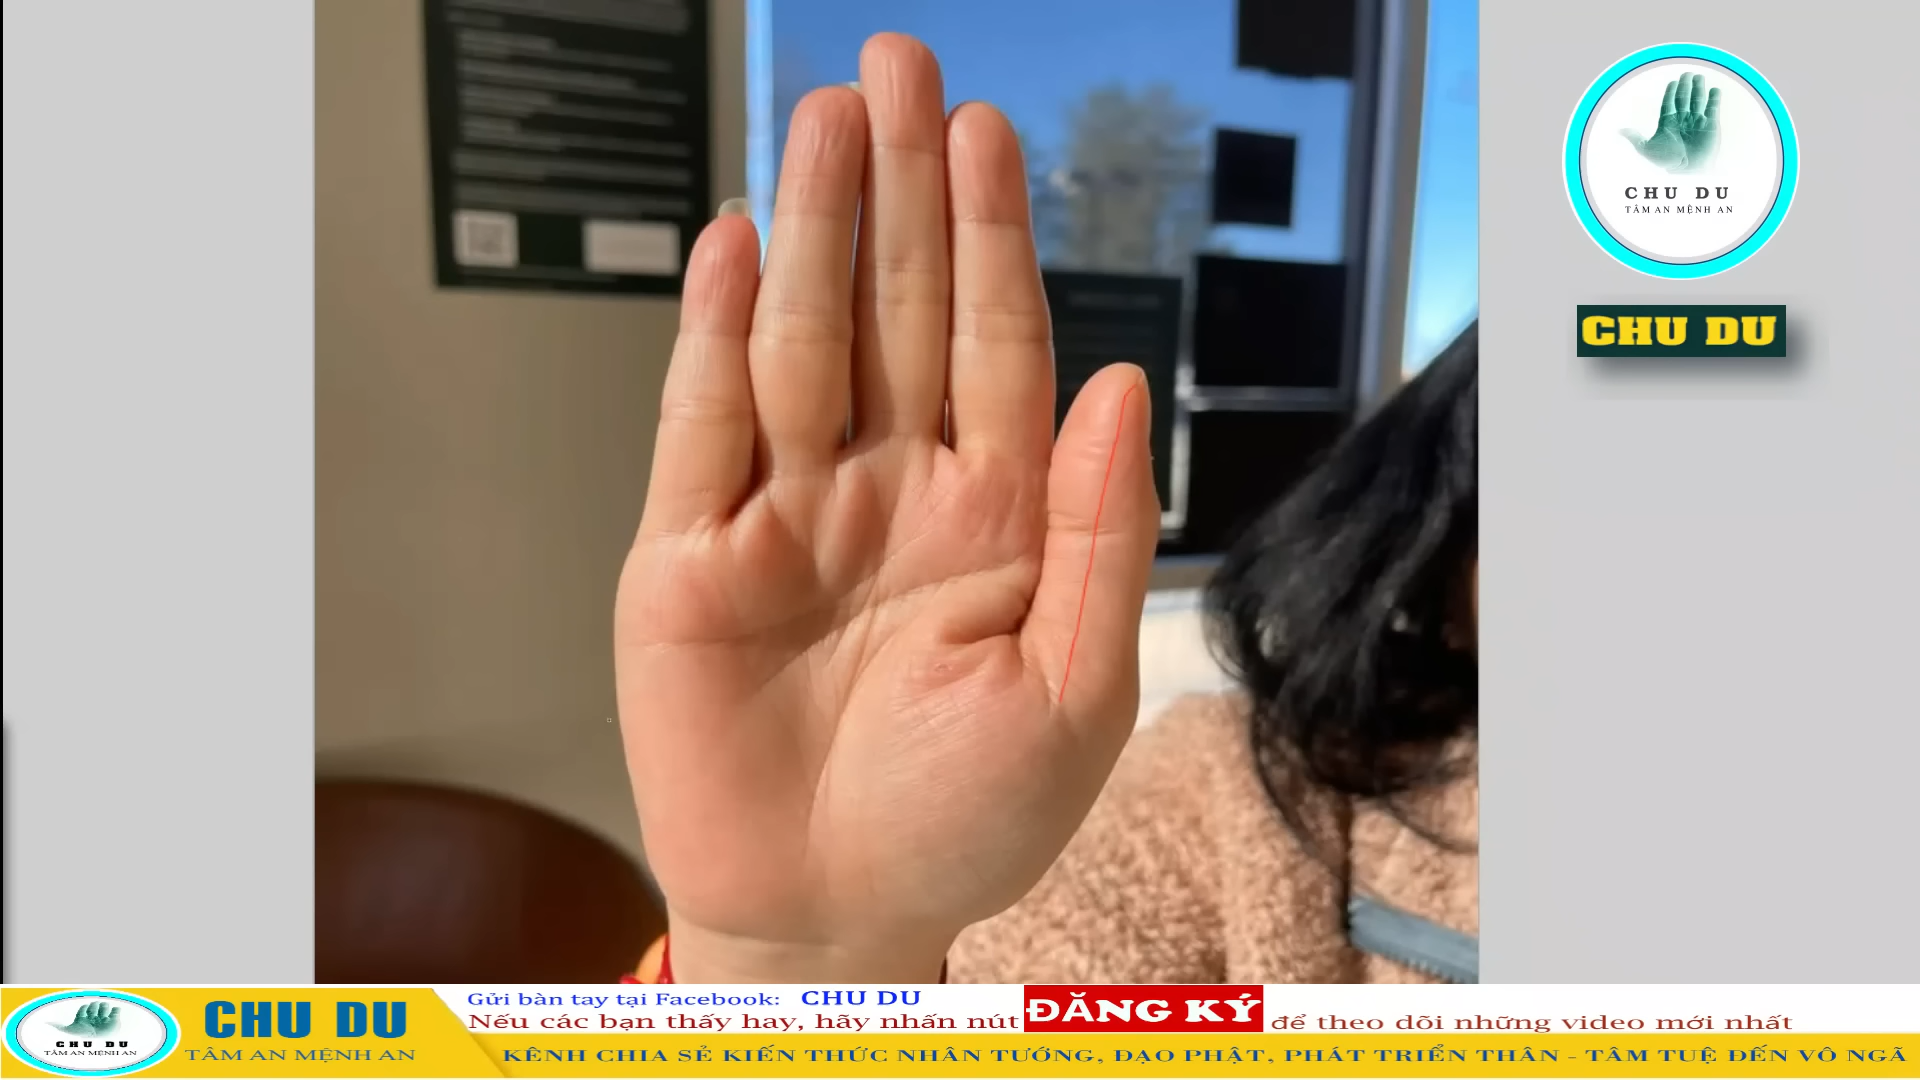 CHU DU
TÂM AN MỆNH AN
CHU DU
CHU DU
TÂM AN MỆNH AN
CHU DU
TÂM AN MỆNH AN
Gửi bàn tay tại Facebook: CHU DU
Nếu các bạn thấy hay, hãy nhấn nút ĐĂNG KÝ để theo dõi những video mới nhất
KÊNH CHIA SẺ KIẾN THỨC NHÂN TƯỚNG, ĐẠO PHẬT, PHÁT TRIỂN THÂN - TÂM TUỆ ĐẾN VÔ NGÃ